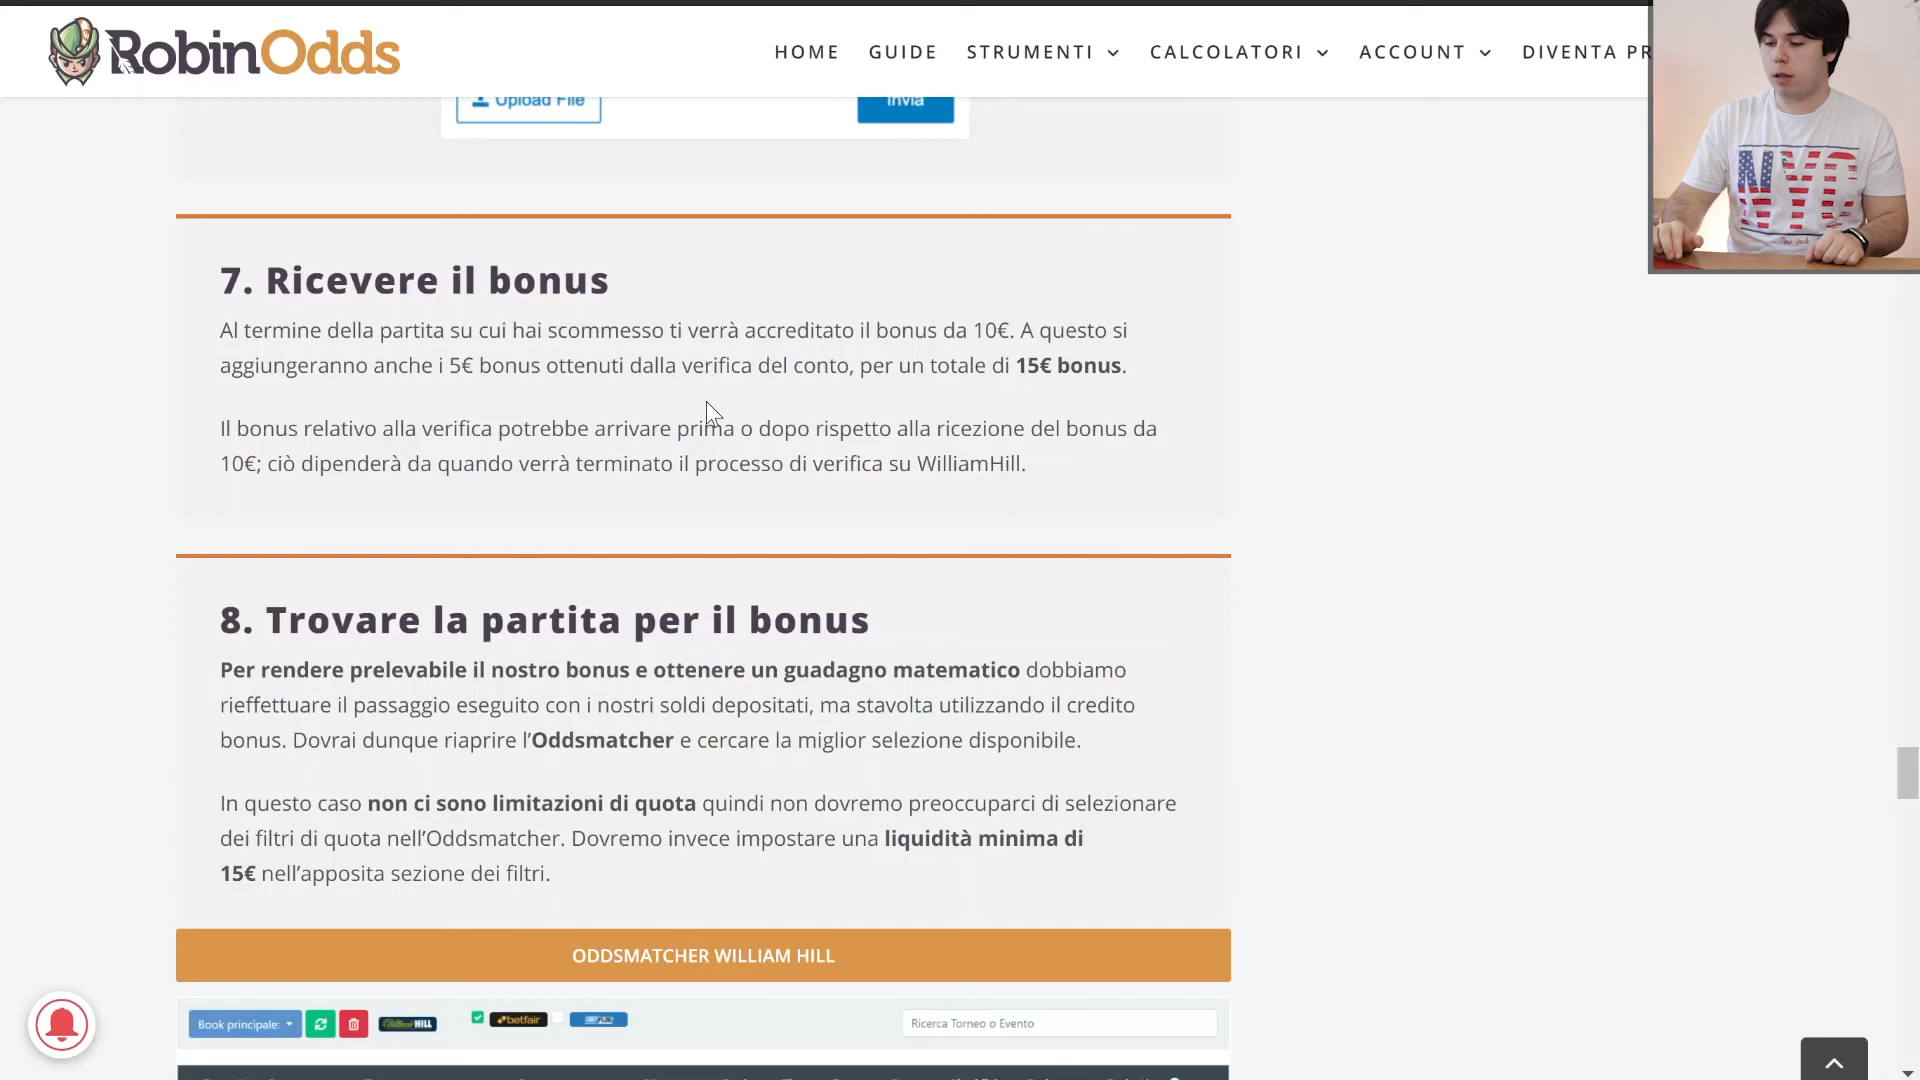 RobinOdds
HOME GUIDE STRUMENTI CALCOLATORI ACCOUNT DIVENTA PR
Upload File Invia
7. Ricevere il bonus
Al termine della partita su cui hai scommesso ti verrà accreditato il bonus da 10€. A questo si
aggiungeranno anche i 5€ bonus ottenuti dalla verifica del conto, per un totale di 15€ bonus.
Il bonus relativo alla verifica potrebbe arrivare prima o dopo rispetto alla ricezione del bonus da
10€; ciò dipenderà da quando verrà terminato il processo di verifica su WilliamHill.
8. Trovare la partita per il bonus
Per rendere prelevabile il nostro bonus e ottenere un guadagno matematico dobbiamo
rieffettuare il passaggio eseguito con i nostri soldi depositati, ma stavolta utilizzando il credito
bonus. Dovrai dunque riaprire l’Oddsmatcher e cercare la miglior selezione disponibile.
In questo caso non ci sono limitazioni di quota quindi non dovremo preoccuparci di selezionare
dei filtri di quota nell’Oddsmatcher. Dovremo invece impostare una liquidità minima di
15€ nell’apposita sezione dei filtri.
ODDSMATCHER WILLIAM HILL
Book principale: William HILL betfair Ricerca Torneo o Evento
NYC
New York